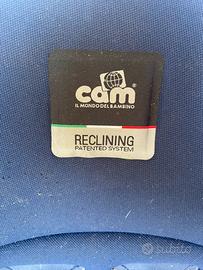 cam
IL MONDO DEL BAMBINO
RECLINING
PATENTED SYSTEM
subito